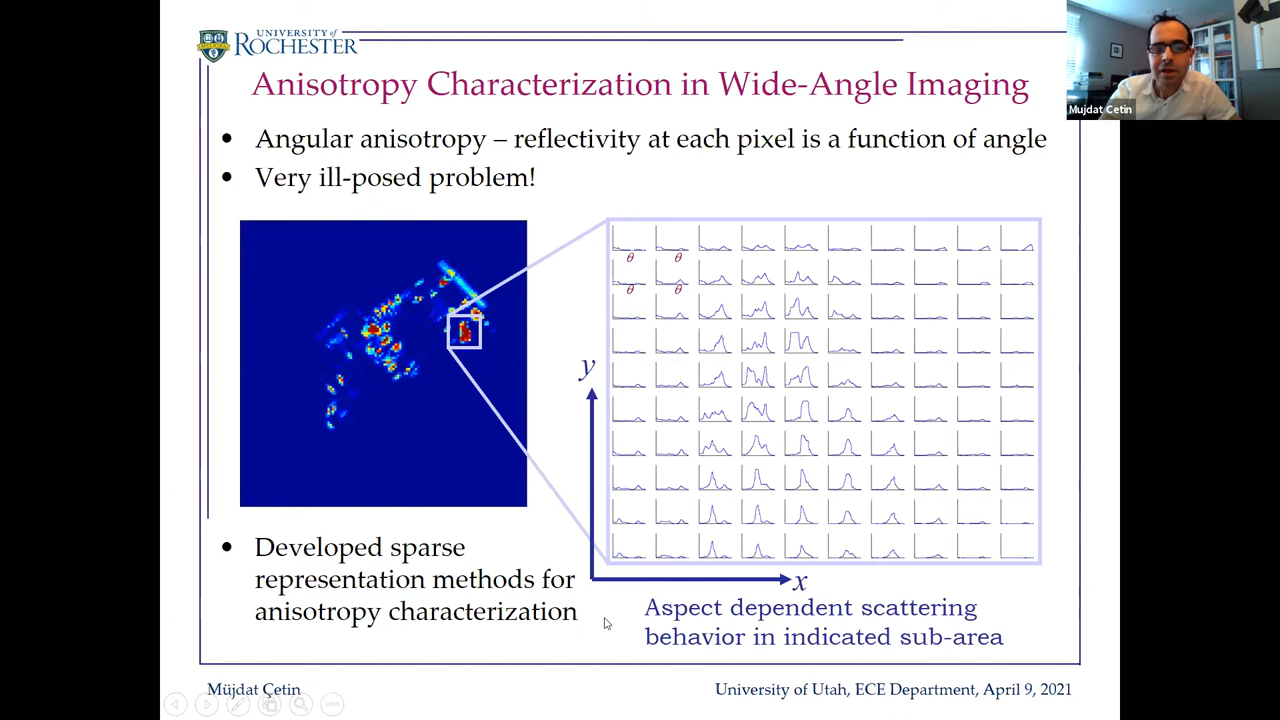 UNIVERSITY of
ROCHESTER
Anisotropy Characterization in Wide-Angle Imaging
Mujdat Cetin
• Angular anisotropy – reflectivity at each pixel is a function of angle
• Very ill-posed problem!
θ θ
θ θ
y
x
• Developed sparse
representation methods for
anisotropy characterization
Aspect dependent scattering
behavior in indicated sub-area
Müjdat Çetin
University of Utah, ECE Department, April 9, 2021